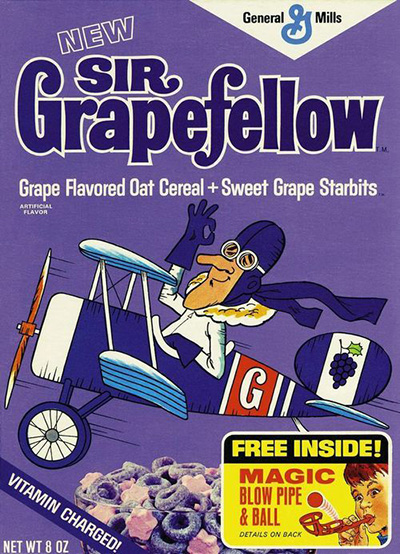 General Mills
NEW
SIR
Grapefellow
T.M.
Grape Flavored Oat Cereal + Sweet Grape Starbits
ARTIFICIAL
FLAVOR
G
VITAMIN CHARGED!
NET WT 8 OZ
FREE INSIDE!
MAGIC
BLOW PIPE
& BALL
DETAILS ON BACK